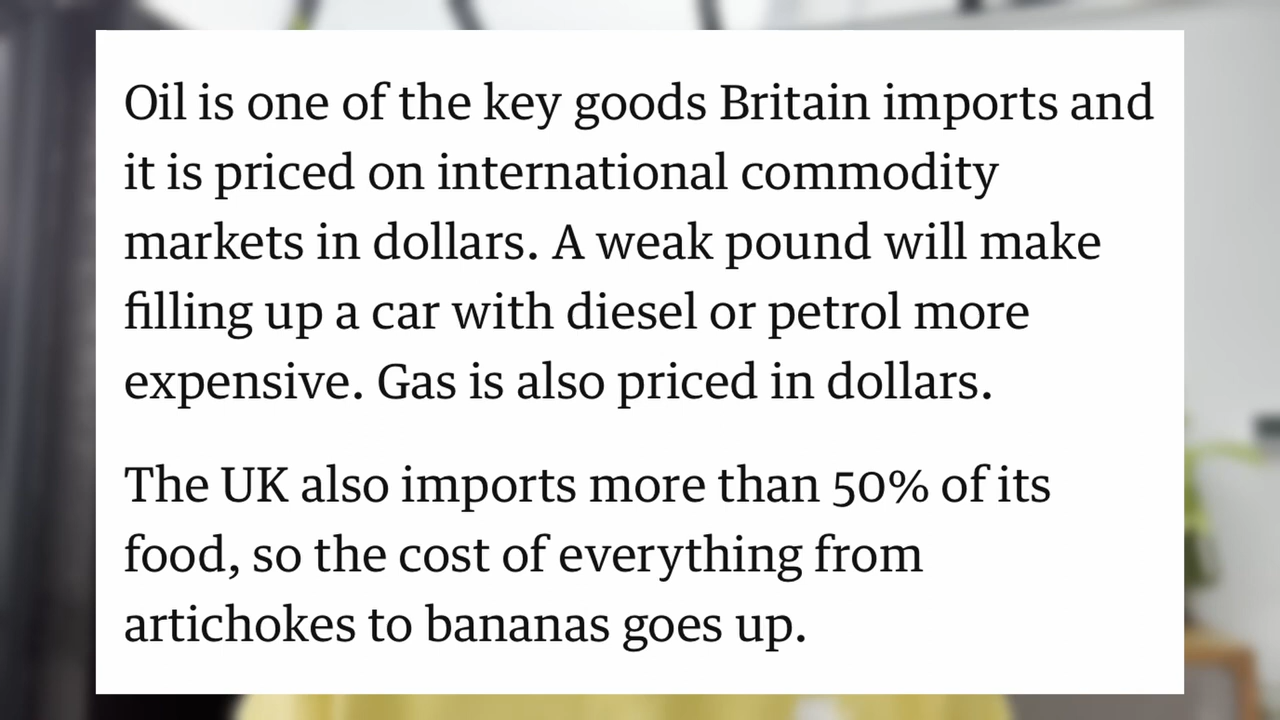 Oil is one of the key goods Britain imports and
it is priced on international commodity
markets in dollars. A weak pound will make
filling up a car with diesel or petrol more
expensive. Gas is also priced in dollars.
The UK also imports more than 50% of its
food, so the cost of everything from
artichokes to bananas goes up.